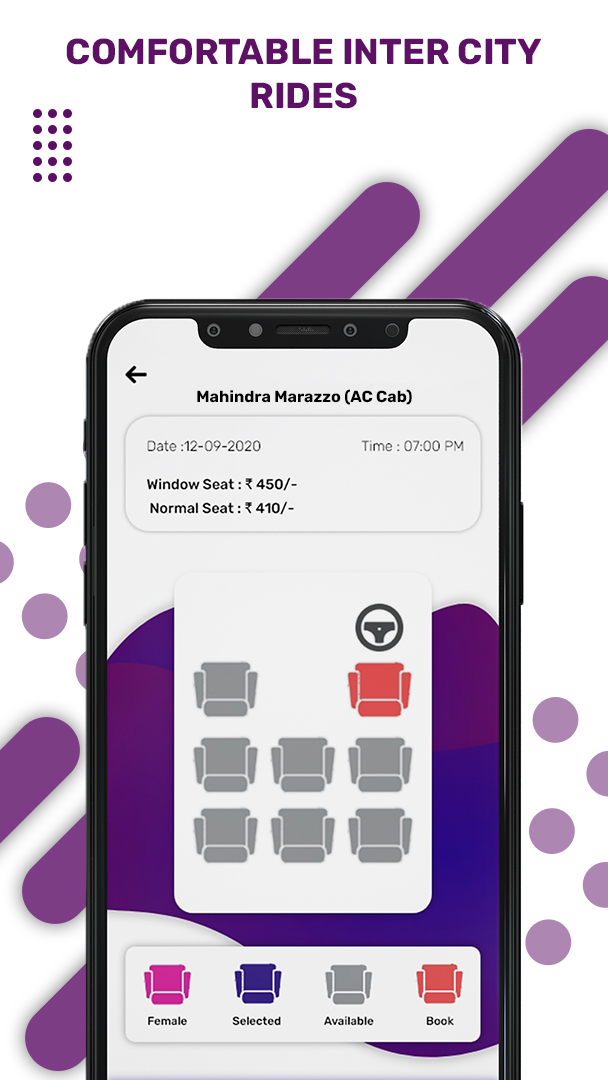 COMFORTABLE INTER CITY
RIDES
Mahindra Marazzo (AC Cab)
Date :12-09-2020 Time : 07:00 PM
Window Seat : ₹ 450/-
Normal Seat : ₹ 410/-
Female Selected Available Book